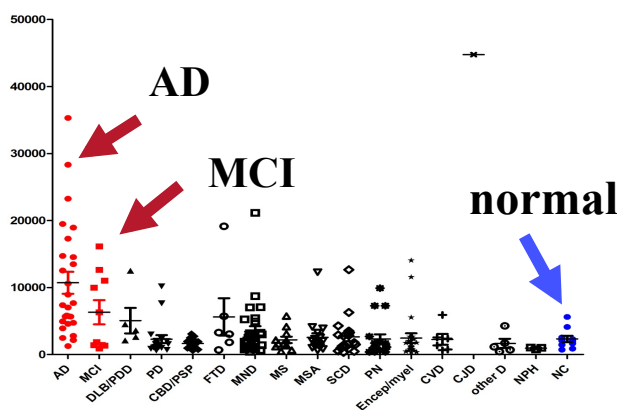 50000
40000
30000
20000
10000
0
AD
MCI
normal
AD
MCI
DLB/PDD
PD
CBD/PSP
FTD
MND
MS
MSA
SCD
PN
Encep/myel
CVD
CJD
other D
NPH
NC